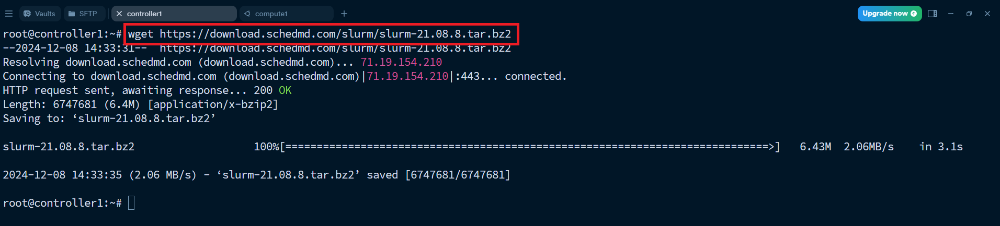 Vaults SFTP controller1 compute1 Upgrade now
root@controller1:~# wget https://download.schedmd.com/slurm/slurm-21.08.8.tar.bz2
--2024-12-08 14:33:31--  https://download.schedmd.com/slurm/slurm-21.08.8.tar.bz2
Resolving download.schedmd.com (download.schedmd.com)... 71.19.154.210
Connecting to download.schedmd.com (download.schedmd.com)|71.19.154.210|:443... connected.
HTTP request sent, awaiting response... 200 OK
Length: 6747681 (6.4M) [application/x-bzip2]
Saving to: ‘slurm-21.08.8.tar.bz2’
slurm-21.08.8.tar.bz2                   100%[=============================================================================>]   6.43M  2.06MB/s    in 3.1s
2024-12-08 14:33:35 (2.06 MB/s) - ‘slurm-21.08.8.tar.bz2’ saved [6747681/6747681]
root@controller1:~#